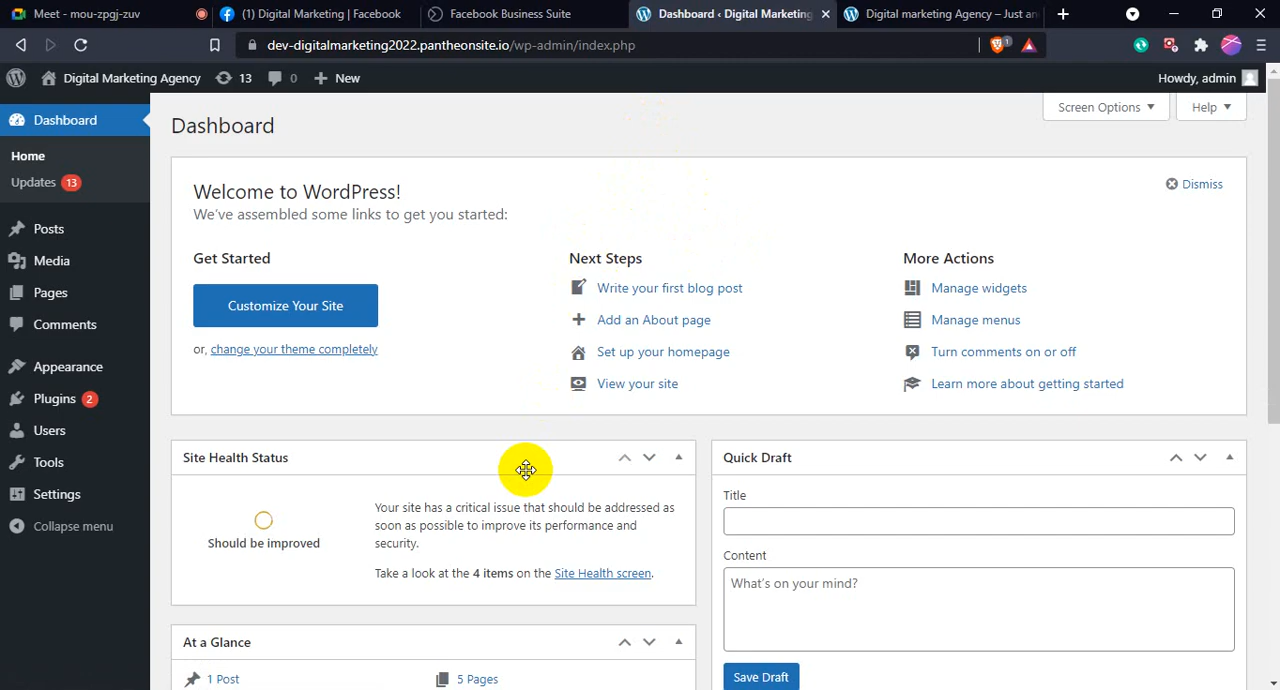 Meet - mou-zpgj-zuv
(1) Digital Marketing | Facebook
Facebook Business Suite
Dashboard ‹ Digital Marketing
Digital marketing Agency – Just an
dev-digitalmarketing2022.pantheonsite.io/wp-admin/index.php
1
Digital Marketing Agency
13
0
New
Howdy, admin
Dashboard
Home
Updates 13
Posts
Media
Pages
Comments
Appearance
Plugins 2
Users
Tools
Settings
Collapse menu
Dashboard
Screen Options
Help
Welcome to WordPress!
We've assembled some links to get you started:
Dismiss
Get Started
Customize Your Site
or, change your theme completely
Next Steps
Write your first blog post
Add an About page
Set up your homepage
View your site
More Actions
Manage widgets
Manage menus
Turn comments on or off
Learn more about getting started
Site Health Status
Should be improved
Your site has a critical issue that should be addressed as
soon as possible to improve its performance and
security.
Take a look at the 4 items on the Site Health screen.
At a Glance
1 Post
5 Pages
Quick Draft
Title
Content
What's on your mind?
Save Draft